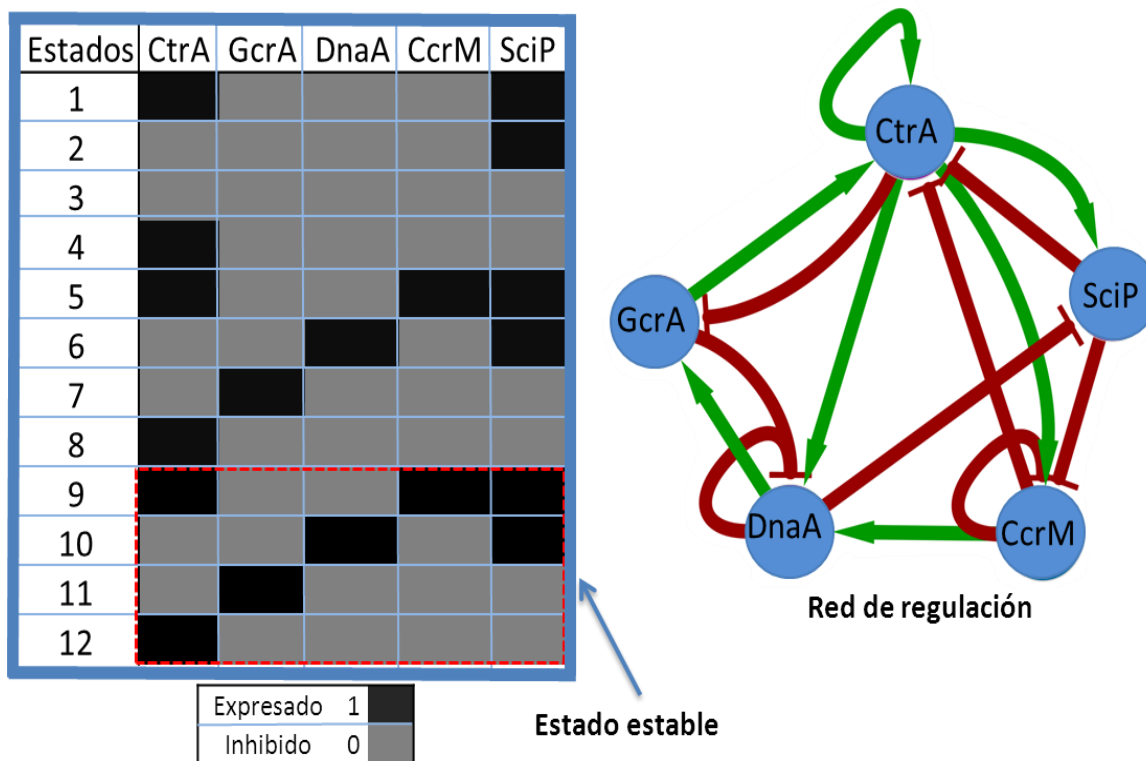 Estados CtrA GcrA DnaA CcrM SciP
1
2
3
4
5
6
7
8
9
10
11
12
Expresado 1
Inhibido 0
Estado estable
CtrA
SciP
GcrA
DnaA
CcrM
Red de regulación